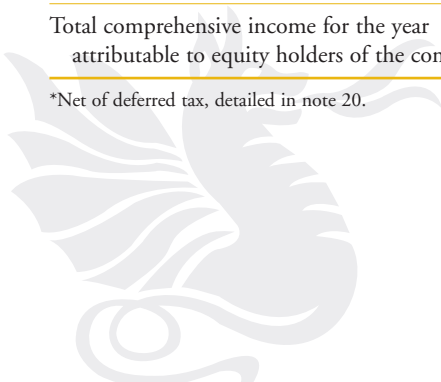 Total comprehensive income for the year
attributable to equity holders of the
*Net of deferred tax, detailed in note 20.